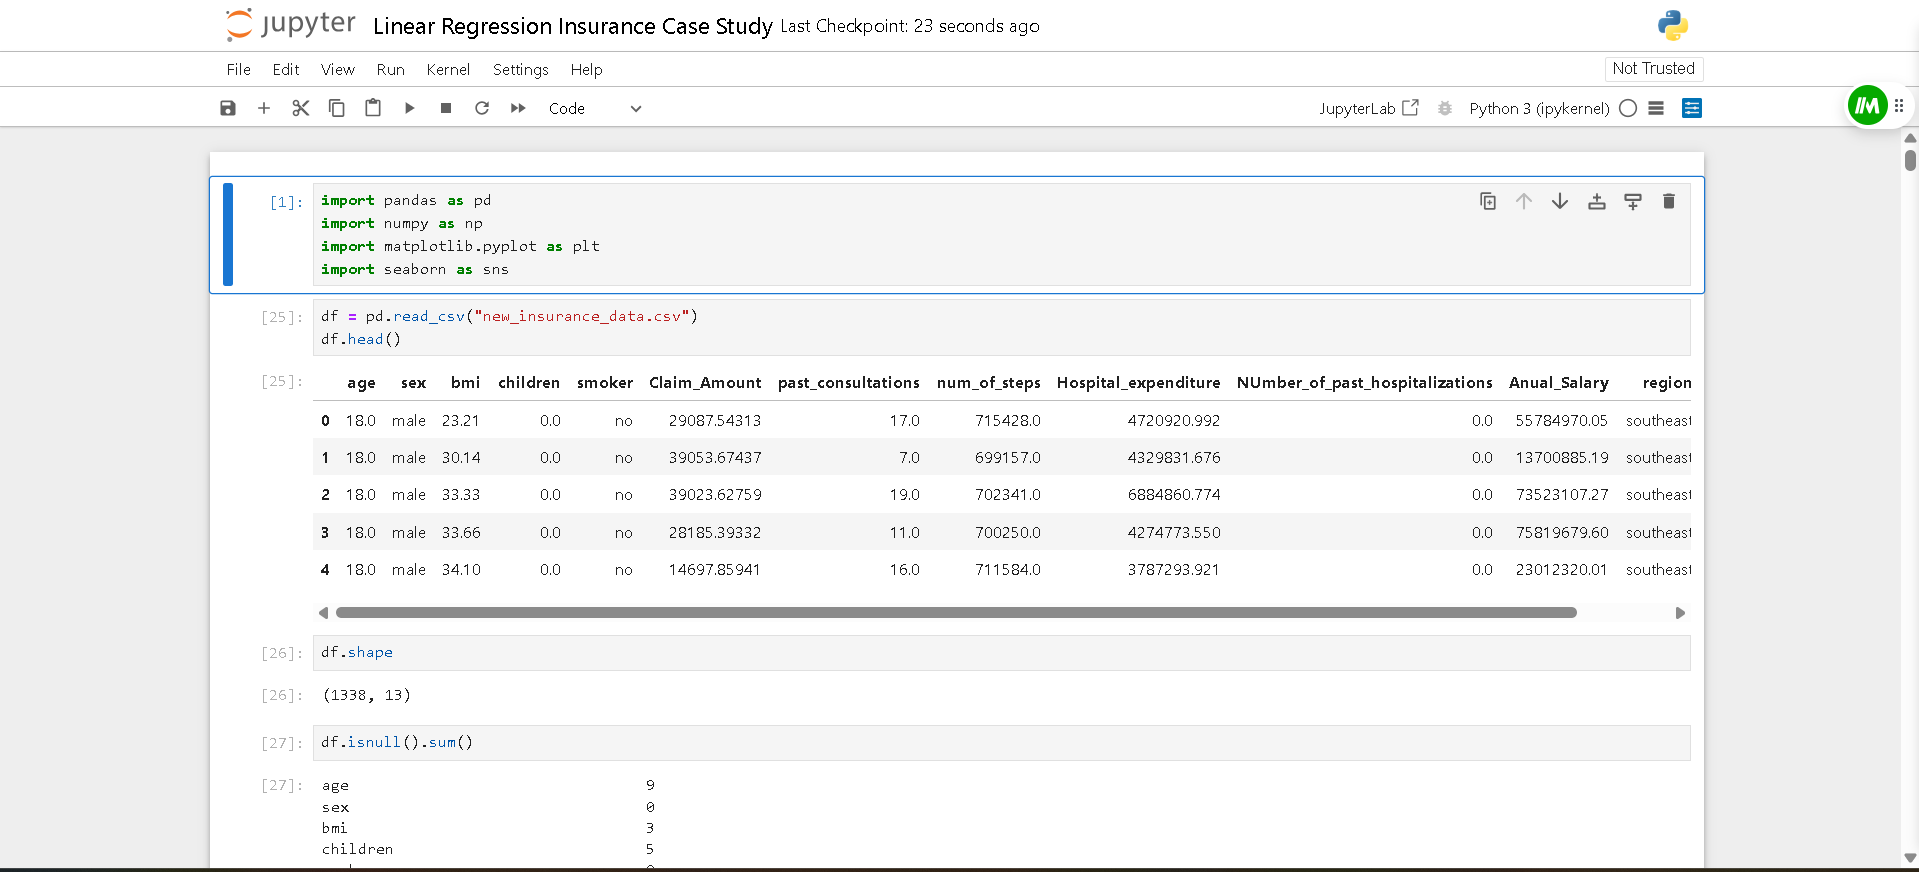 jupyter Linear Regression Insurance Case Study Last Checkpoint: 23 seconds ago
File Edit View Run Kernel Settings Help Not Trusted
Code JupyterLab Python 3 (ipykernel)
[1]: import pandas as pd
import numpy as np
import matplotlib.pyplot as plt
import seaborn as sns
[25]: df = pd.read_csv("new_insurance_data.csv")
df.head()
[25]: age sex bmi children smoker Claim_Amount past_consultations num_of_steps Hospital_expenditure NUmber_of_past_hospitalizations Anual_Salary region
0 18.0 male 23.21 0.0 no 29087.54313 17.0 715428.0 4720920.992 0.0 55784970.05 southeast
1 18.0 male 30.14 0.0 no 39053.67437 7.0 699157.0 4329831.676 0.0 13700885.19 southeast
2 18.0 male 33.33 0.0 no 39023.62759 19.0 702341.0 6884860.774 0.0 73523107.27 southeast
3 18.0 male 33.66 0.0 no 28185.39332 11.0 700250.0 4274773.550 0.0 75819679.60 southeast
4 18.0 male 34.10 0.0 no 14697.85941 16.0 711584.0 3787293.921 0.0 23012320.01 southeast
[26]: df.shape
[26]: (1338, 13)
[27]: df.isnull().sum()
[27]: age 9
sex 0
bmi 3
children 5